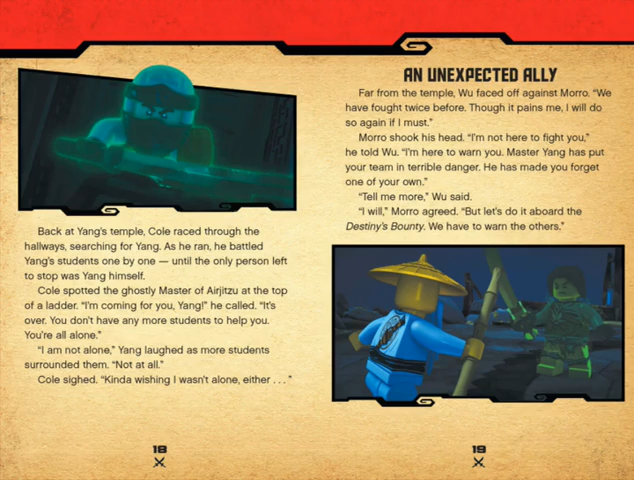 Back at Yang's temple, Cole raced through the
hallways, searching for Yang. As he ran, he battled
Yang's students one by one — until the only person left
to stop was Yang himself.
Cole spotted the ghostly Master of Airjitzu at the top
of a ladder. "I'm coming for you, Yang!" he called. "It's
over. You don't have any more students to help you.
You're all alone."
"I am not alone," Yang laughed as more students
surrounded them. "Not at all."
Cole sighed. "Kinda wishing I wasn't alone, either . . ."
18
AN UNEXPECTED ALLY
Far from the temple, Wu faced off against Morro. "We
have fought twice before. Though it pains me, I will do
so again if I must."
Morro shook his head. "I'm not here to fight you,"
he told Wu. "I'm here to warn you. Master Yang has put
your team in terrible danger. He has made you forget
one of your own."
"Tell me more," Wu said.
"I will," Morro agreed. "But let's do it aboard the
Destiny's Bounty. We have to warn the others."
19